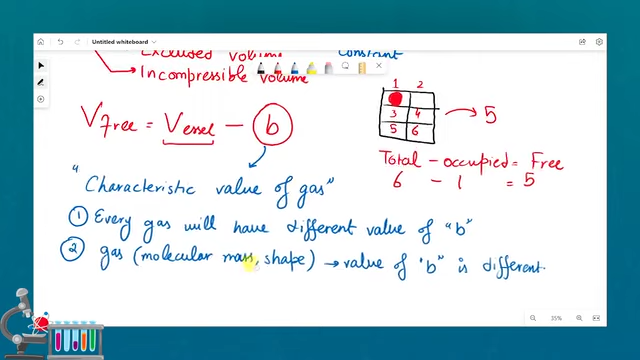 Untitled whiteboard
Excluded volume
constant
Incompressible volume
1 2
3 4
5 6
5
V free = Vessel - b
Total - occupied = Free
6 - 1 = 5
"Characteristic value of gas"
1 Every gas will have different value of "b"
2 gas (molecular mass, shape) → value of "b" is different.
35%